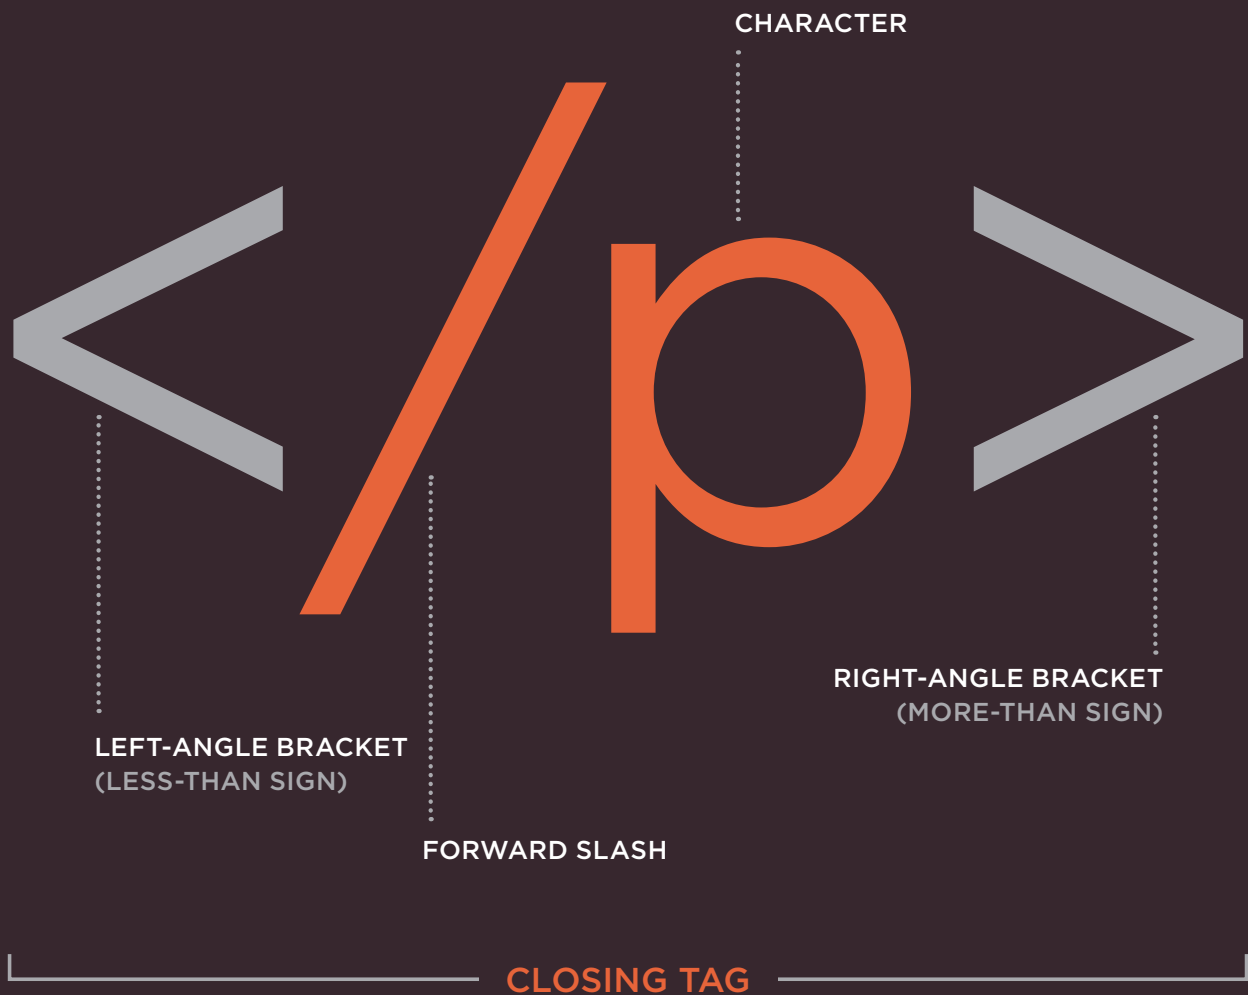 CHARACTER
</p>
RIGHT-ANGLE BRACKET
(MORE-THAN SIGN)
LEFT-ANGLE BRACKET
(LESS-THAN SIGN)
FORWARD SLASH
CLOSING TAG